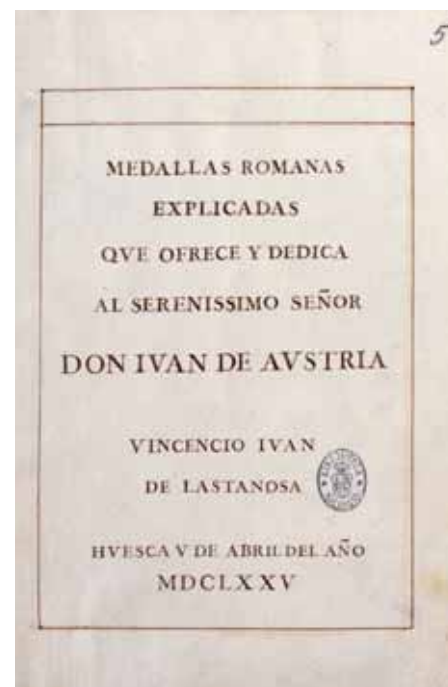 5
MEDALLAS ROMANAS
EXPLICADAS
QVE OFRECE Y DEDICA
AL SERENISSIMO SEÑOR
DON IVAN DE AVSTRIA
VINCENCIO IVAN
DE LASTANOSA
HVESCA V DE ABRIL DEL AÑO
MDCLXXV